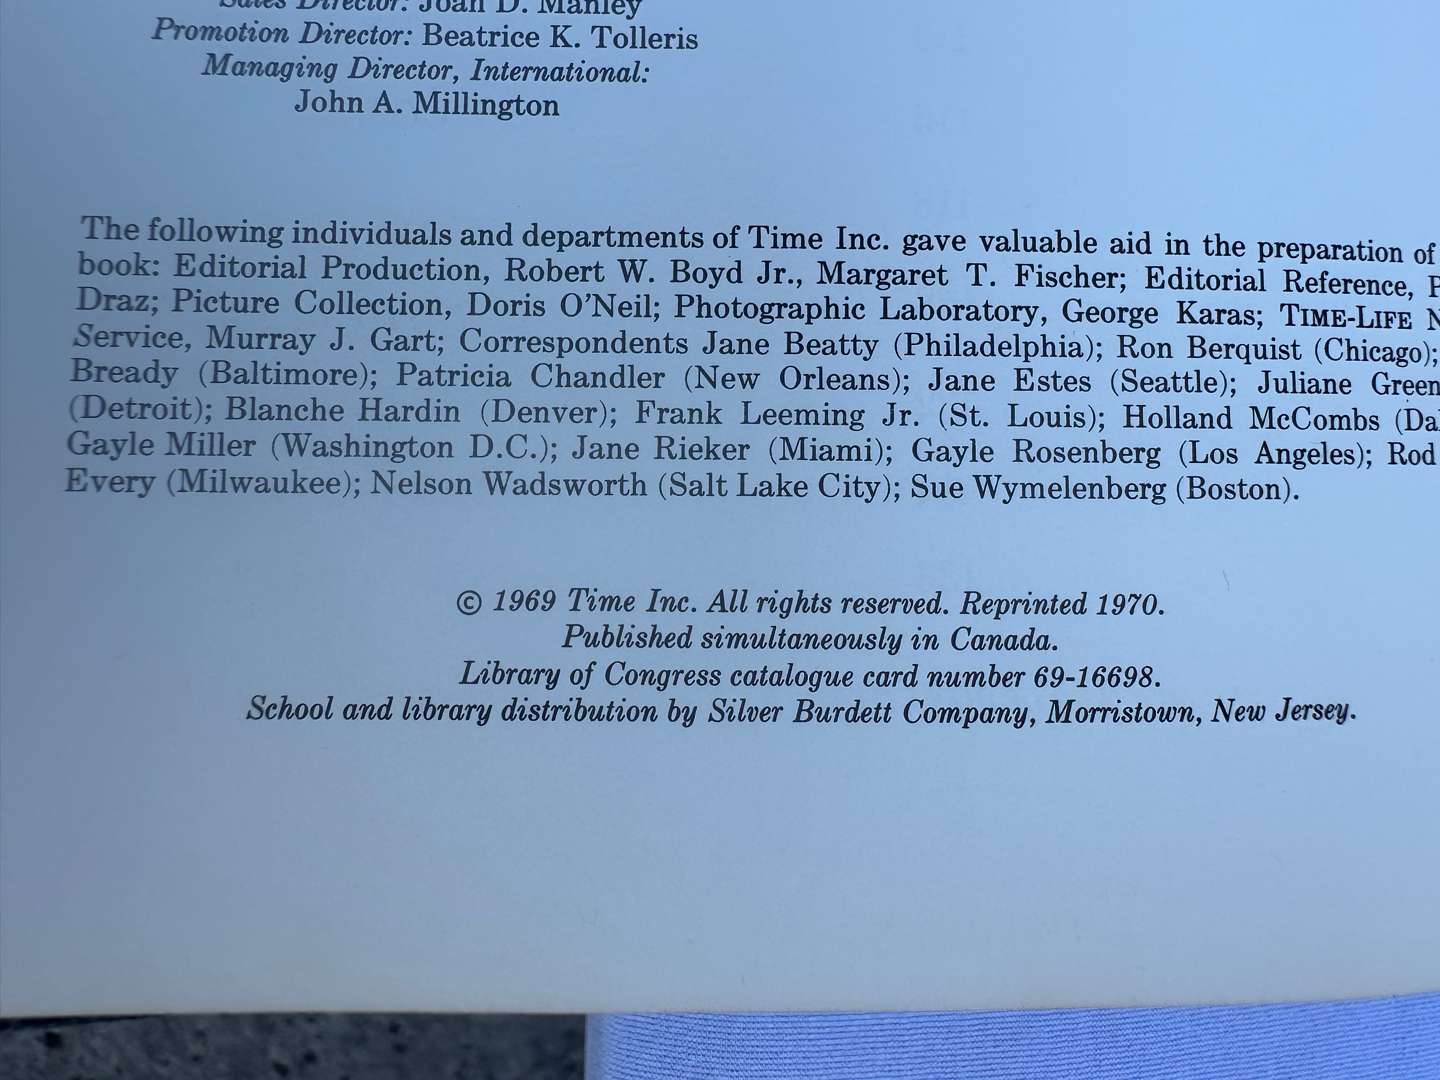 Sales Director: Joan D. Manley
Promotion Director: Beatrice K. Tolleris
Managing Director, International:
John A. Millington
The following individuals and departments of Time Inc. gave valuable aid in the preparation of
book: Editorial Production, Robert W. Boyd Jr., Margaret T. Fischer; Editorial Reference, P
Draz; Picture Collection, Doris O'Neil; Photographic Laboratory, George Karas; TIME-LIFE N
Service, Murray J. Gart; Correspondents Jane Beatty (Philadelphia); Ron Berquist (Chicago);
Bready (Baltimore); Patricia Chandler (New Orleans); Jane Estes (Seattle); Juliane Green
(Detroit); Blanche Hardin (Denver); Frank Leeming Jr. (St. Louis); Holland McCombs (Dal
Gayle Miller (Washington D.C.); Jane Rieker (Miami); Gayle Rosenberg (Los Angeles); Rod
Every (Milwaukee); Nelson Wadsworth (Salt Lake City); Sue Wymelenberg (Boston).
© 1969 Time Inc. All rights reserved. Reprinted 1970.
Published simultaneously in Canada.
Library of Congress catalogue card number 69-16698.
School and library distribution by Silver Burdett Company, Morristown, New Jersey.